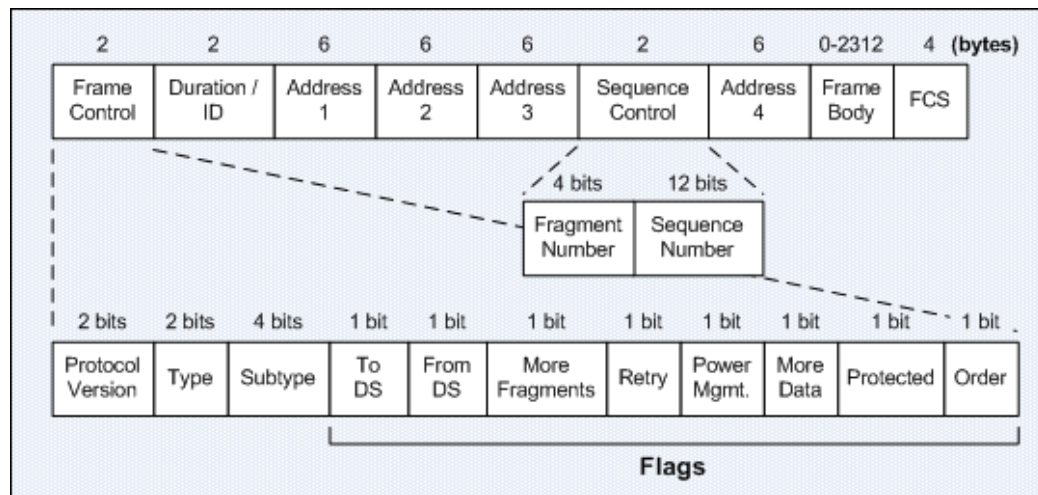 2 2 6 6 6 2 6 0-2312 4 (bytes)
Frame Control
Duration / ID
Address 1
Address 2
Address 3
Sequence Control
Address 4
Frame Body
FCS
4 bits 12 bits
Fragment Number
Sequence Number
2 bits 2 bits 4 bits 1 bit 1 bit 1 bit 1 bit 1 bit 1 bit 1 bit 1 bit
Protocol Version
Type
Subtype
To DS
From DS
More Fragments
Retry
Power Mgmt.
More Data
Protected
Order
Flags